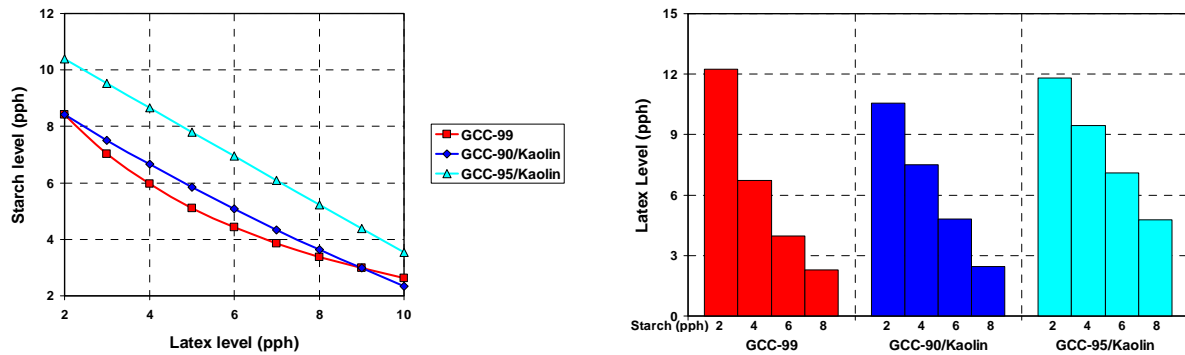 12
10
8
6
4
2
Starch level (pph)
2 4 6 8 10
Latex level (pph)
GCC-99
GCC-90/Kaolin
GCC-95/Kaolin
15
12
9
6
3
0
Latex Level (pph)
Starch (pph) 2 4 6 8 2 4 6 8 2 4 6 8
GCC-99 GCC-90/Kaolin GCC-95/Kaolin